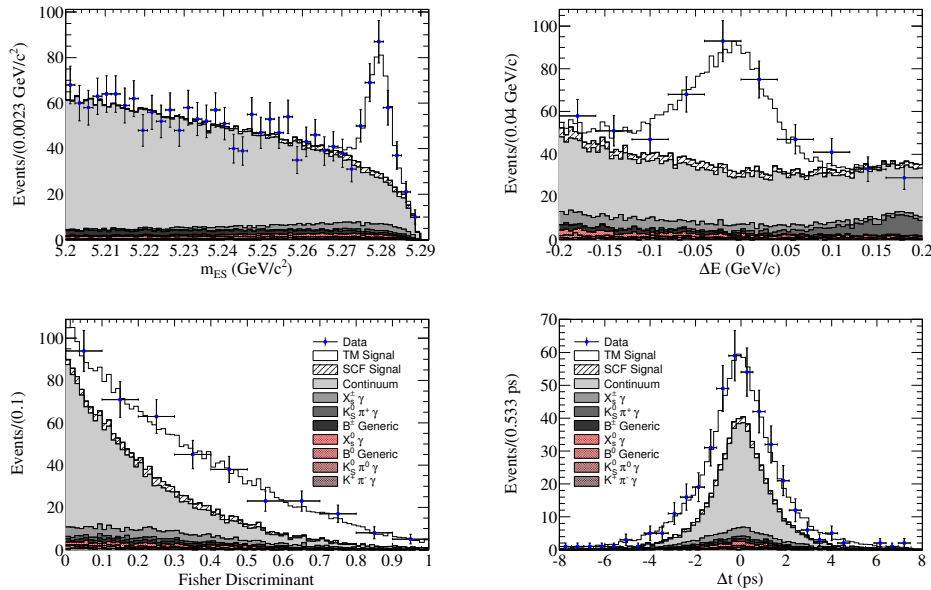 Events/(0.0023 GeV/c²)
100
80
60
40
20
0
5.2 5.21 5.22 5.23 5.24 5.25 5.26 5.27 5.28 5.29
m_ES (GeV/c²)
Events/(0.04 GeV/c)
100
80
60
40
20
0
-0.2 -0.15 -0.1 -0.05 0 0.05 0.1 0.15 0.2
ΔE (GeV/c)
Events/(0.1)
100
80
60
40
20
0
0 0.1 0.2 0.3 0.4 0.5 0.6 0.7 0.8 0.9 1
Fisher Discriminant
Data
TM Signal
SCF Signal
Continuum
X_s^± γ
K_S^0 π⁺ γ
B^± Generic
X_s^0 γ
B^0 Generic
K_S^0 π^0 γ
K⁺ π⁻ γ
Events/(0.533 ps)
70
60
50
40
30
20
10
0
-8 -6 -4 -2 0 2 4 6 8
Δt (ps)
Data
TM Signal
SCF Signal
Continuum
X_s^± γ
K_S^0 π⁺ γ
B^± Generic
X_s^0 γ
B^0 Generic
K_S^0 π^0 γ
K⁺ π⁻ γ